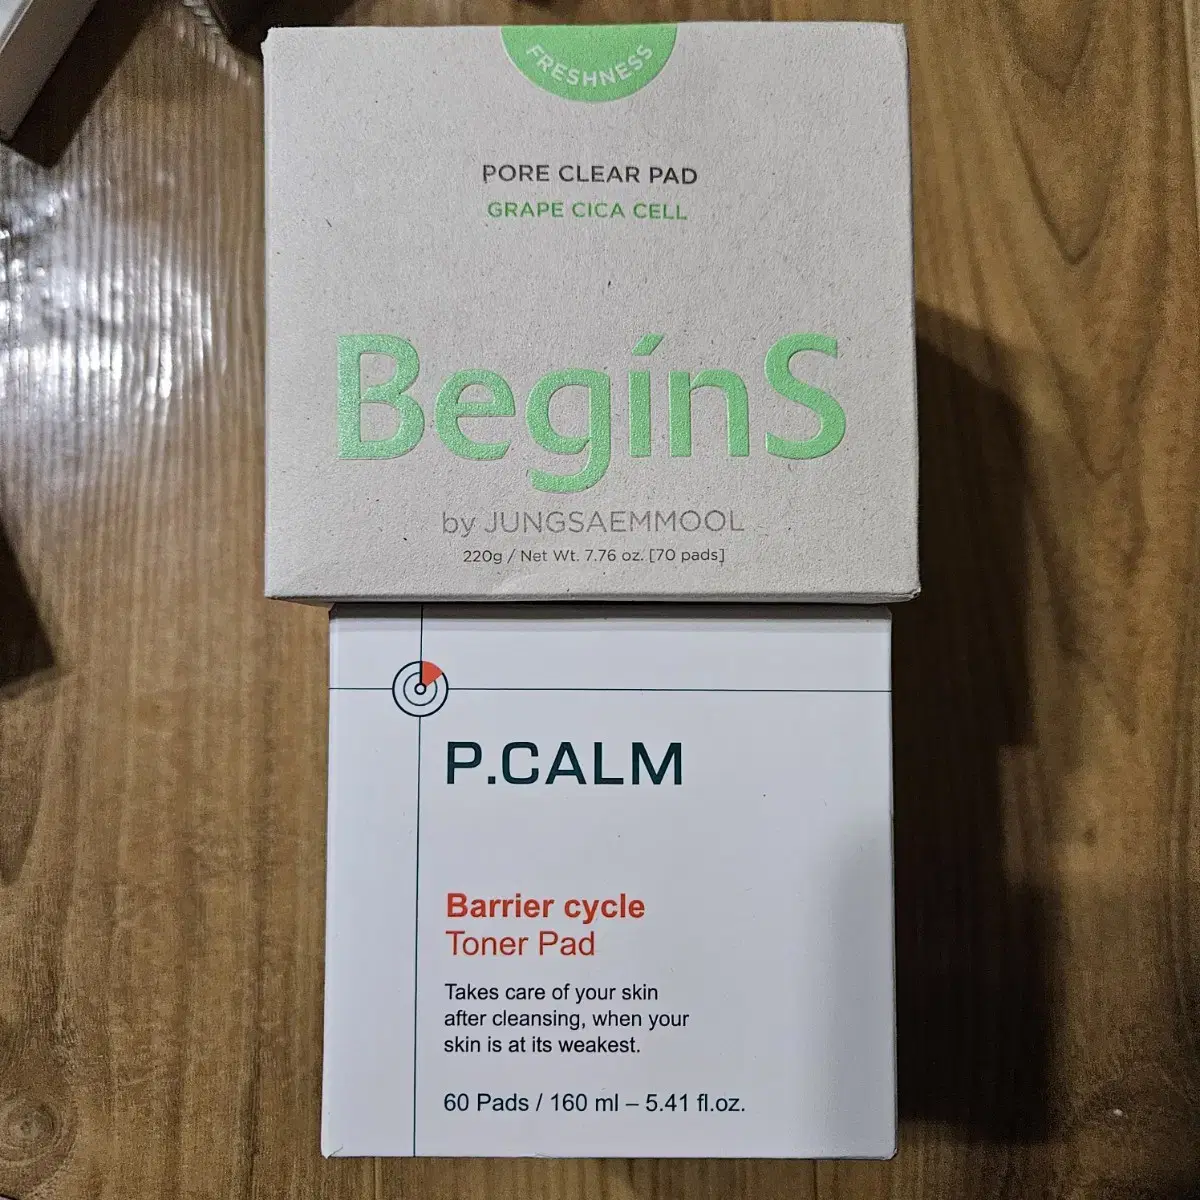 FRESHNESS
PORE CLEAR PAD
GRAPE CICA CELL
BegínS
by JUNGSAEMMOOL
220g / Net Wt. 7.76 oz. [70 pads]
P.CALM
Barrier cycle
Toner Pad
Takes care of your skin
after cleansing, when your
skin is at its weakest.
60 Pads / 160 ml – 5.41 fl.oz.